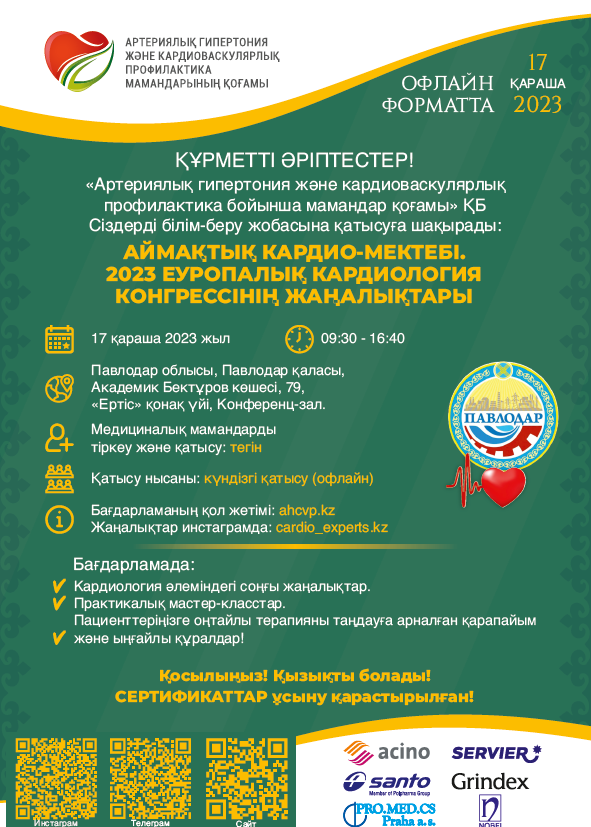 АРТЕРИЯЛЫҚ ГИПЕРТОНИЯ
ЖӘНЕ КАРДИОВАСКУЛЯРЛЫҚ
ПРОФИЛАКТИКА
МАМАНДАРЫНЫҢ ҚОҒАМЫ
ОФЛАЙН
ФОРМАТТА
17
ҚАРАША
2023
ҚҰРМЕТТІ ӘРІПТЕСТЕР!
«Артериялық гипертония және кардиоваскулярлық
профилактика бойынша мамандар қоғамы» ҚБ
Сіздерді білім-беру жобасына қатысуға шақырады:
АЙМАҚТЫҚ КАРДИО-МЕКТЕБІ.
2023 ЕУРОПАЛЫҚ КАРДИОЛОГИЯ
КОНГРЕССІНІҢ ЖАҢАЛЫҚТАРЫ
17 қараша 2023 жыл
09:30 - 16:40
Павлодар облысы, Павлодар қаласы,
Академик Бектұров көшесі, 79,
«Ертіс» қонақ үйі, Конференц-зал.
Медициналық мамандарды
тіркеу және қатысу: тегін
Қатысу нысаны: күндізгі қатысу (офлайн)
Бағдарламаның қол жетімі: ahcvp.kz
Жаңалықтар инстаграмда: cardio_experts.kz
ПАВЛОДАР
Бағдарламада:
Кардиология әлеміндегі соңғы жаңалықтар.
Практикалық мастер-класстар.
Пациенттеріңізге оңтайлы терапияны таңдауға арналған қарапайым
және ыңғайлы құралдар!
Қосылыңыз! Қызықты болады!
СЕРТИФИКАТТАР ұсыну қарастырылған!
Инстаграм
Телеграм
Сайт
acino
SERVIER
santo
Member of Polpharma Group
Grindex
PRO.MED.CS
Praha a.s.
NOBEL